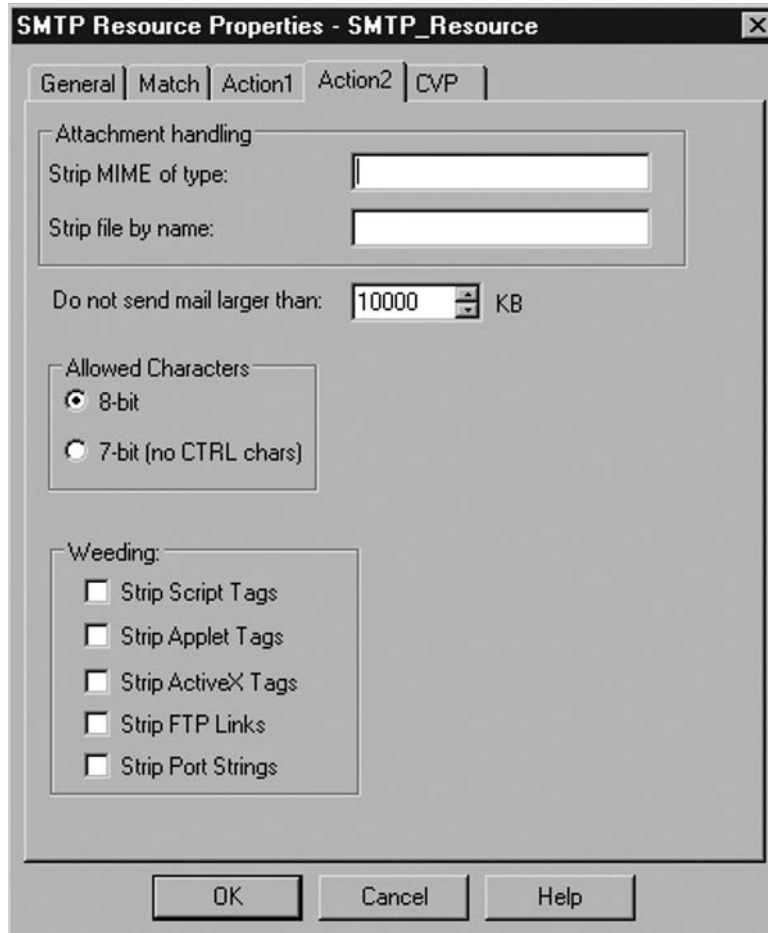 SMTP Resource Properties - SMTP_Resource
General Match Action1 Action2 CVP
Attachment handling
Strip MIME of type:
Strip file by name:
Do not send mail larger than: 10000 KB
Allowed Characters
8-bit
7-bit (no CTRL chars)
Weeding:
Strip Script Tags
Strip Applet Tags
Strip ActiveX Tags
Strip FTP Links
Strip Port Strings
OK Cancel Help